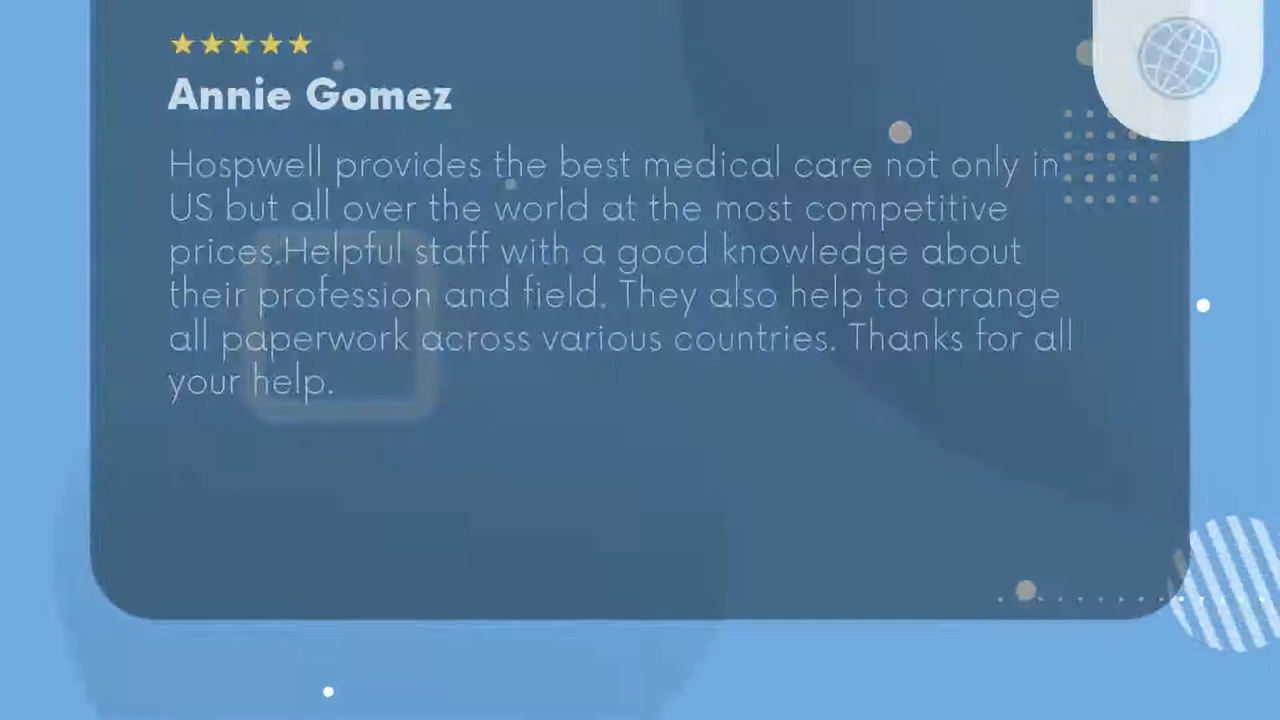 Annie Gomez
Hospwell provides the best medical care not only in
US but all over the world at the most competitive
prices.Helpful staff with a good knowledge about
their profession and field. They also help to arrange
all paperwork across various countries. Thanks for all
your help.